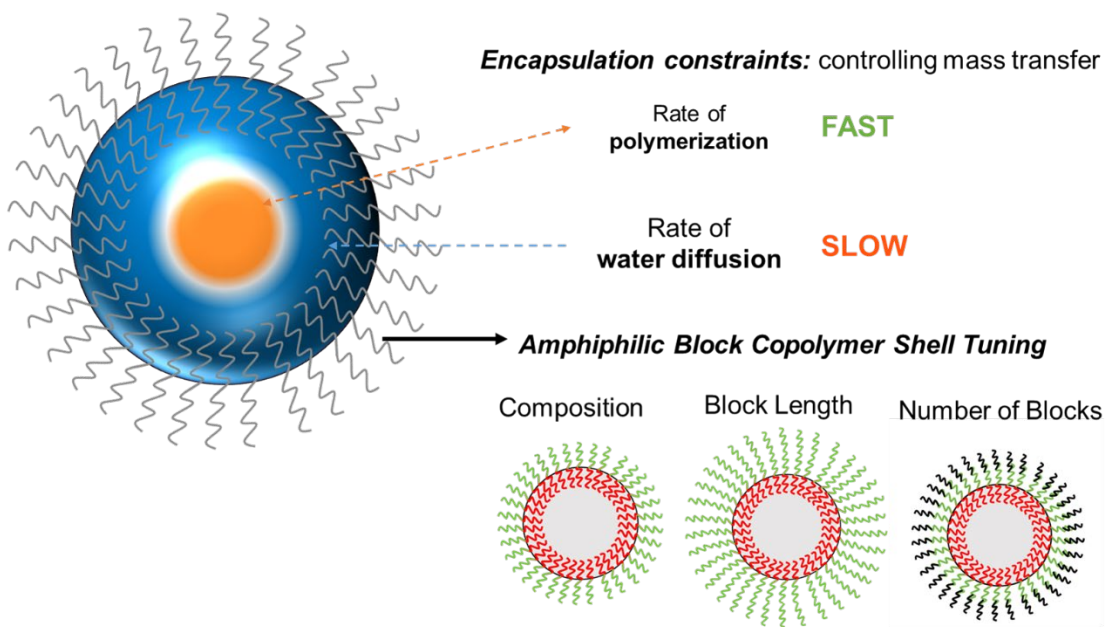 Encapsulation constraints: controlling mass transfer
Rate of
polymerization
FAST
Rate of
water diffusion
SLOW
Amphiphilic Block Copolymer Shell Tuning
Composition
Block Length
Number of Blocks